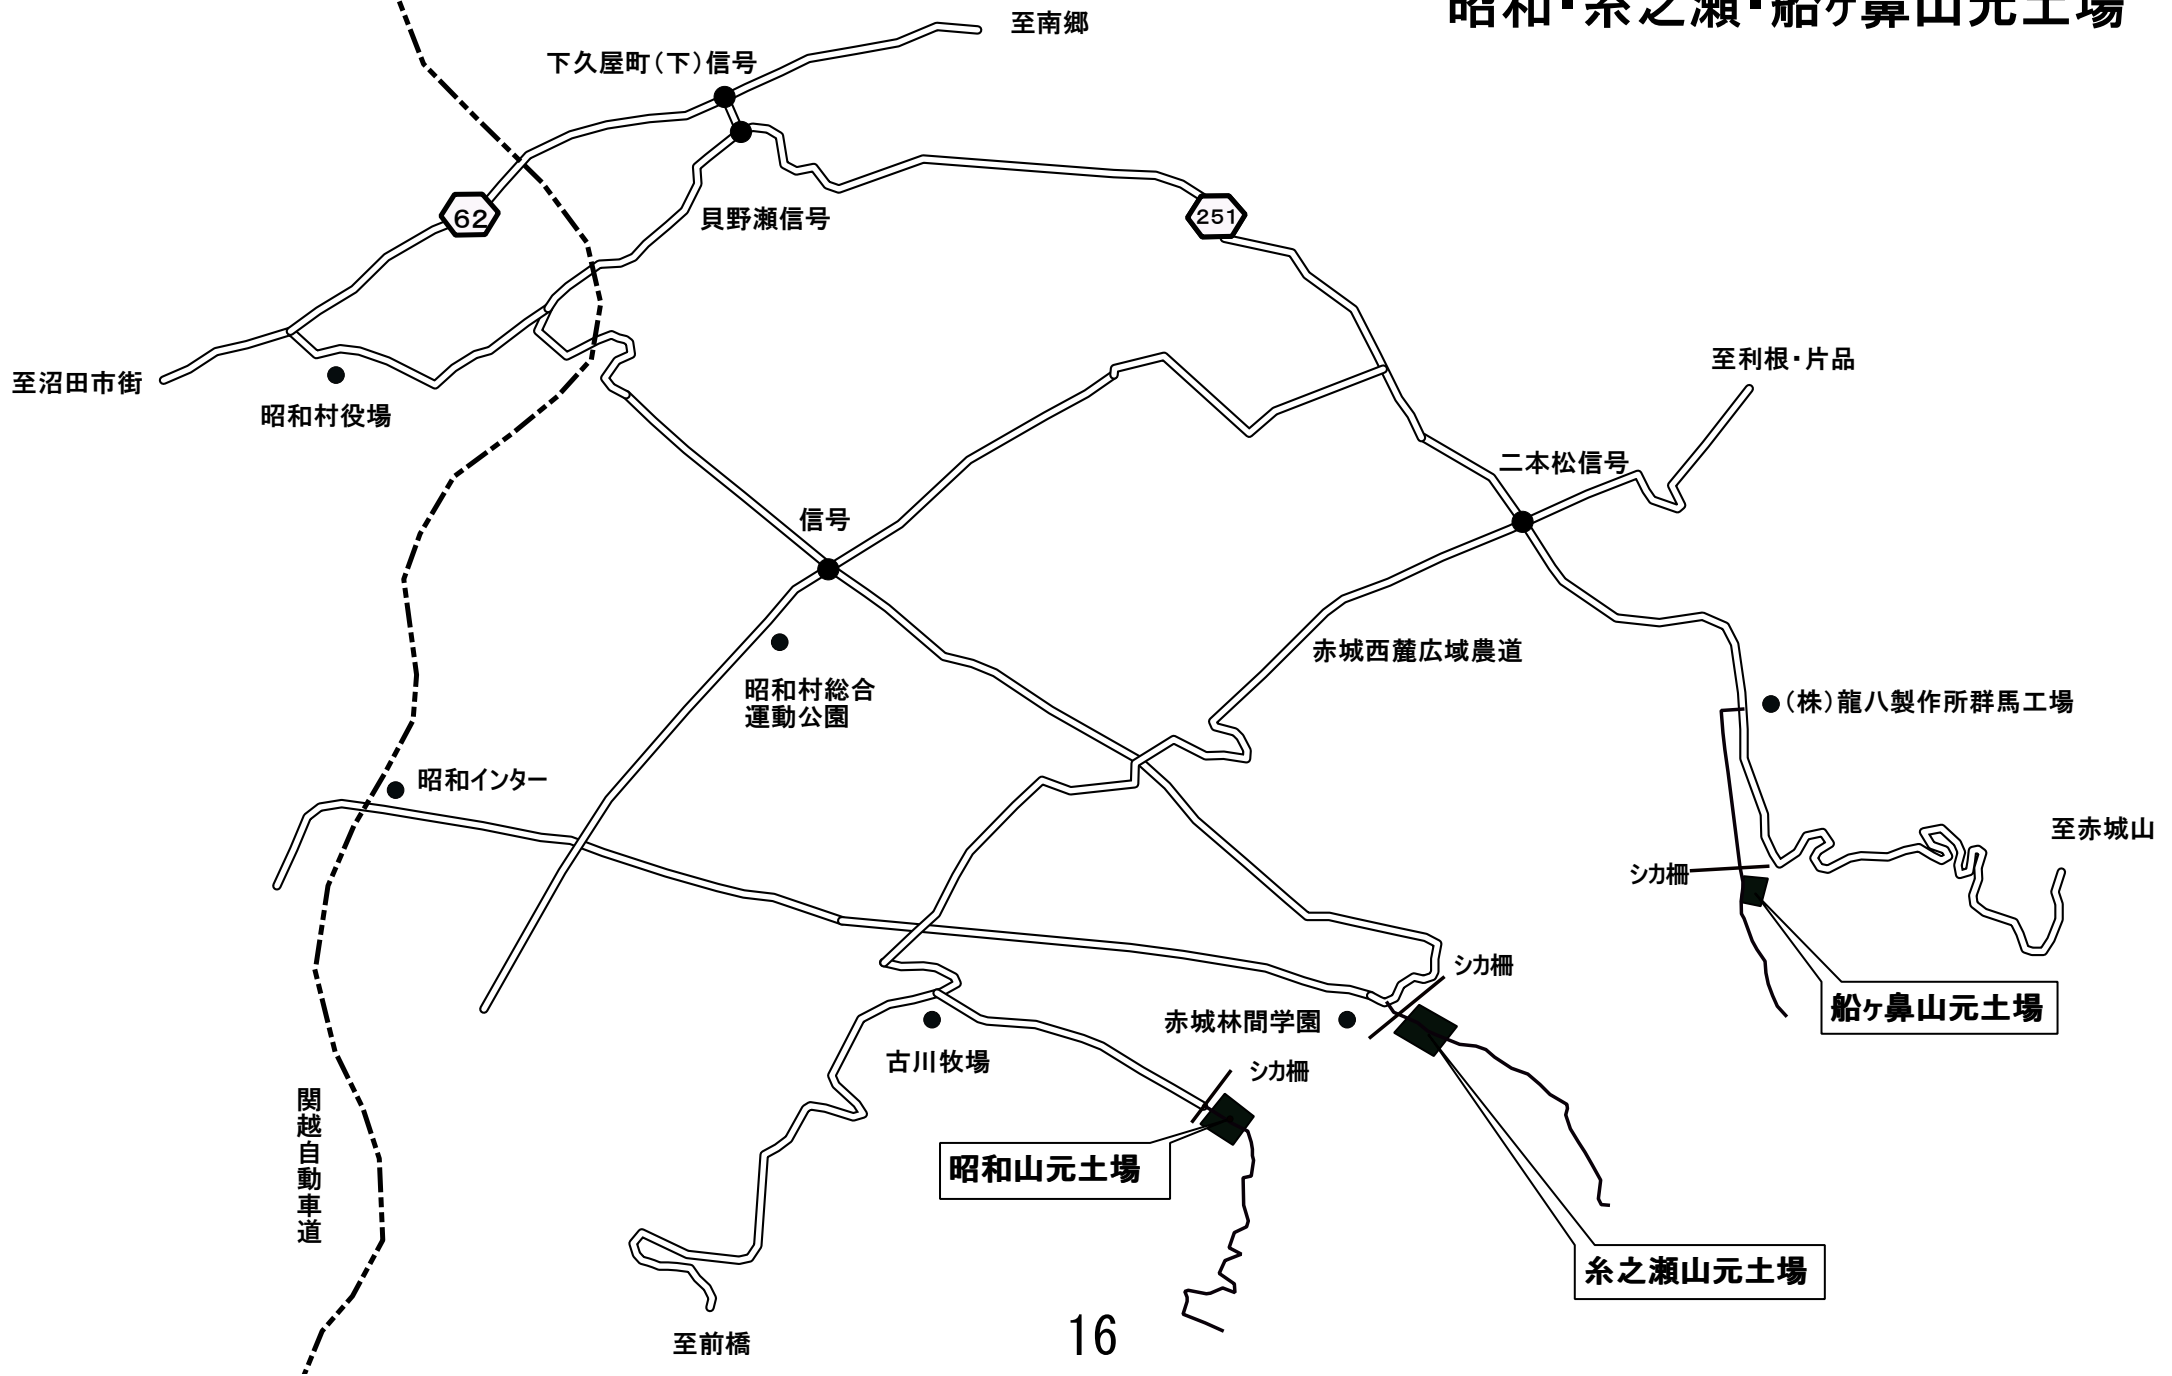 昭和・糸之瀬・船ヶ鼻山元土場
至南郷
下久屋町(下)信号
62
貝野瀬信号
251
至沼田市街
昭和村役場
至利根・片品
二本松信号
信号
赤城西麓広域農道
昭和村総合
運動公園
(株)龍八製作所群馬工場
昭和インター
至赤城山
シカ柵
シカ柵
船ヶ鼻山元土場
赤城林間学園
古川牧場
シカ柵
関越自動車道
昭和山元土場
糸之瀬山元土場
至前橋
16